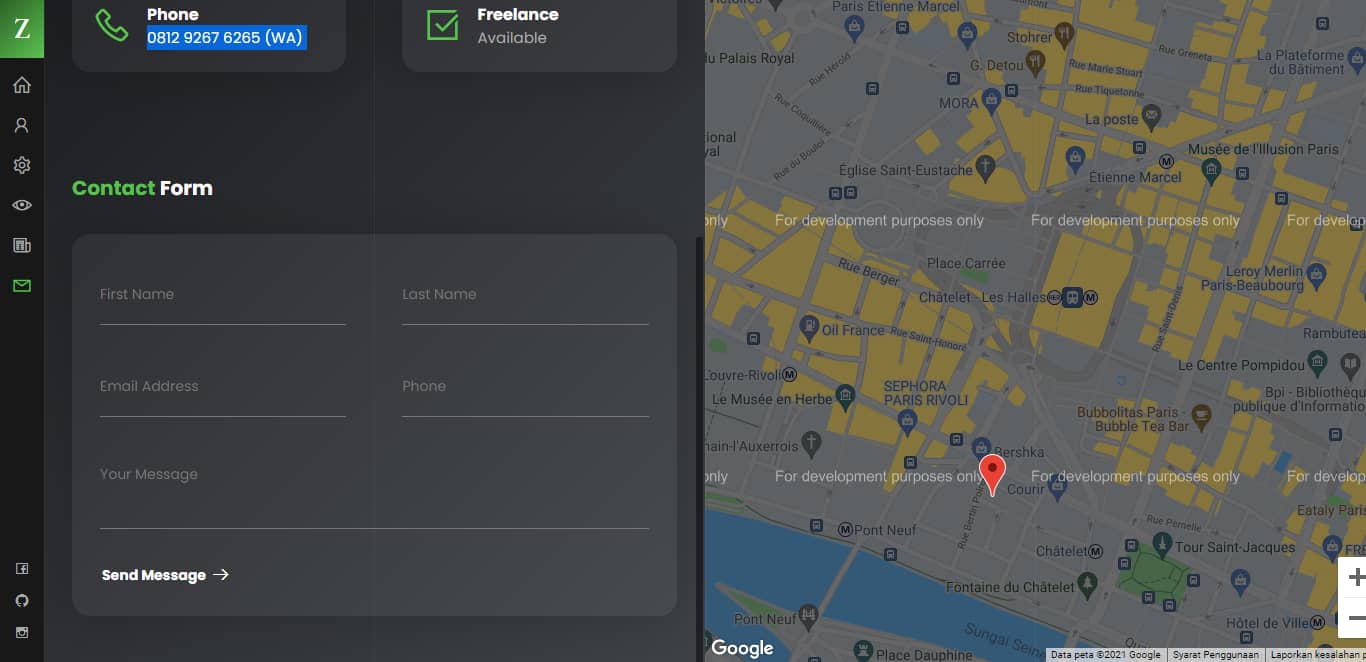 Z
Phone
0812 9267 6265 (WA)
Freelance
Available
Contact Form
First Name
Last Name
Email Address
Phone
Your Message
Send Message
Paris Etienne Marcel
Stohrer
Rue Greneta
La Plateforme
du Bâtiment
du Palais Royal
Rue Hérold
G. Detou
Rue Marie Stuart
Rue Tiquetonne
MORA
Rue Coquillière
La poste
Rue du Bouloi
Musée de l'Illusion Paris
M
Église Saint-Eustache
Étienne Marcel
only
For development purposes only
For development purposes only
For develop
Place Carrée
Rue Berger
Leroy Merlin
Paris-Beaubourg
Châtelet - Les Halles
M
Rue Saint-Denis
Oil France
Rue Saint-Honoré
Rambutea
Le Centre Pompidou
Louvre-Rivoli
M
SEPHORA
PARIS RIVOLI
Le Musée en Herbe
Bpi - Bibliothèqu
publique d'Informatio
Bubbolitas Paris -
Bubble Tea Bar
main-l'Auxerrois
Bershka
only
For development purposes only
For development purposes only
For develop
Courir
Rue Bertin Poirée
Eataly Paris
Rue Pernelle
M
Pont Neuf
Châtelet
M
Tour Saint-Jacques
FRE
Fontaine du Châtelet
Pont Neuf
Hôtel de Ville
M
Sungai Seine
Google
Place Dauphine
Data peta ©2021 Google
Syarat Penggunaan
Laporkan kesalahan p